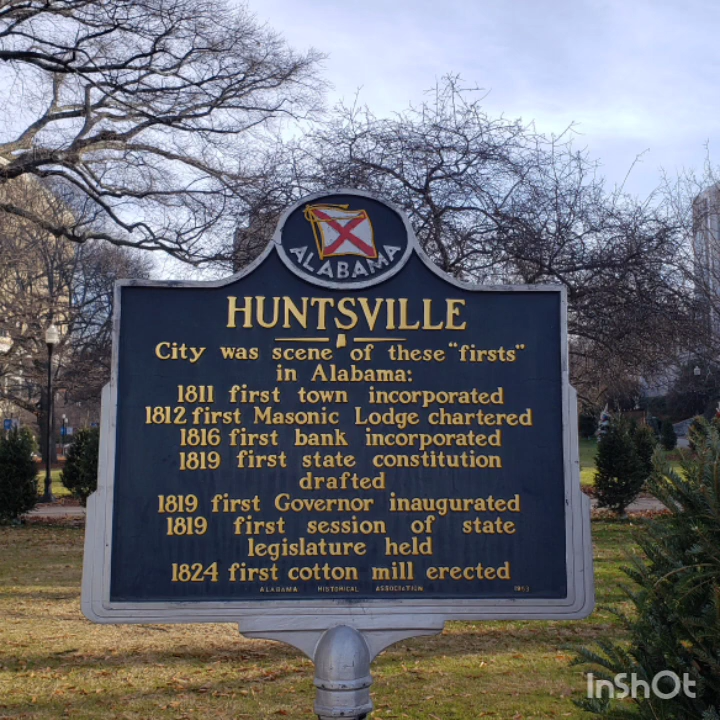 ALABAMA
HUNTSVILLE
City was scene of these "firsts"
in Alabama:
1811 first town incorporated
1812 first Masonic Lodge chartered
1816 first bank incorporated
1819 first state constitution
drafted
1819 first Governor inaugurated
1819 first session of state
legislature held
1824 first cotton mill erected
ALABAMA HISTORICAL ASSOCIATION
InShOt